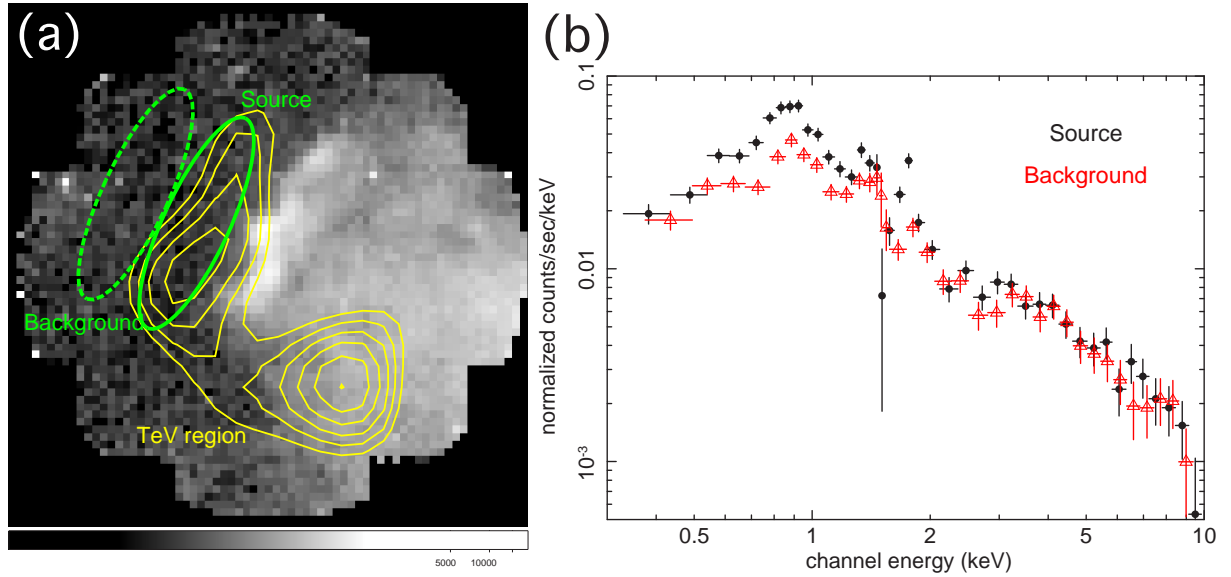 (a)
Source
Background
TeV region
5000 10000
(b)
normalized counts/sec/keV
0.1
0.01
10-3
Source
Background
0.5 1 2 5 10
channel energy (keV)